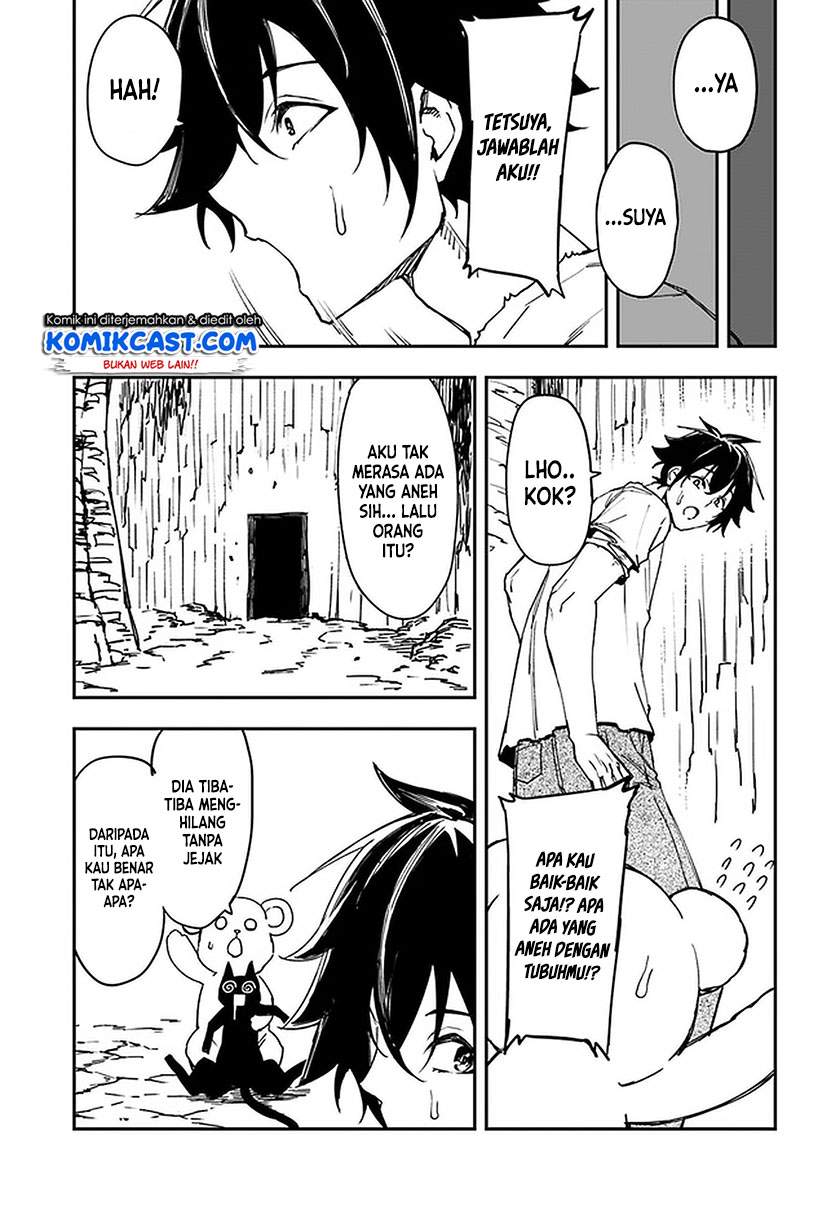 ...YA
...SUYA
TETSUYA,
JAWABLAH
AKU!!
HAH!
Komik ini diterjemahkan & diedit oleh
KOMIKCAST.COM
BUKAN WEB LAIN!!
LHO..
KOK?
APA KAU
BAIK-BAIK
SAJA!? APA
ADA YANG
ANEH DENGAN
TUBUHMU!?
AKU TAK
MERASA ADA
YANG ANEH
SIH... LALU
ORANG
ITU?
DIA TIBA-
TIBA MENG-
HILANG
TANPA
JEJAK
DARIPADA
ITU, APA
KAU BENAR
TAK APA-
APA?